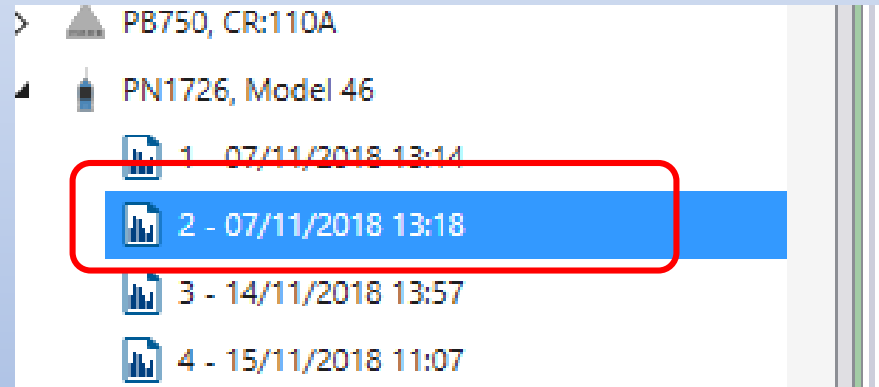 PB750, CR:110A
PN1726, Model 46
1 - 07/11/2018 13:14
2 - 07/11/2018 13:18
3 - 14/11/2018 13:57
4 - 15/11/2018 11:07